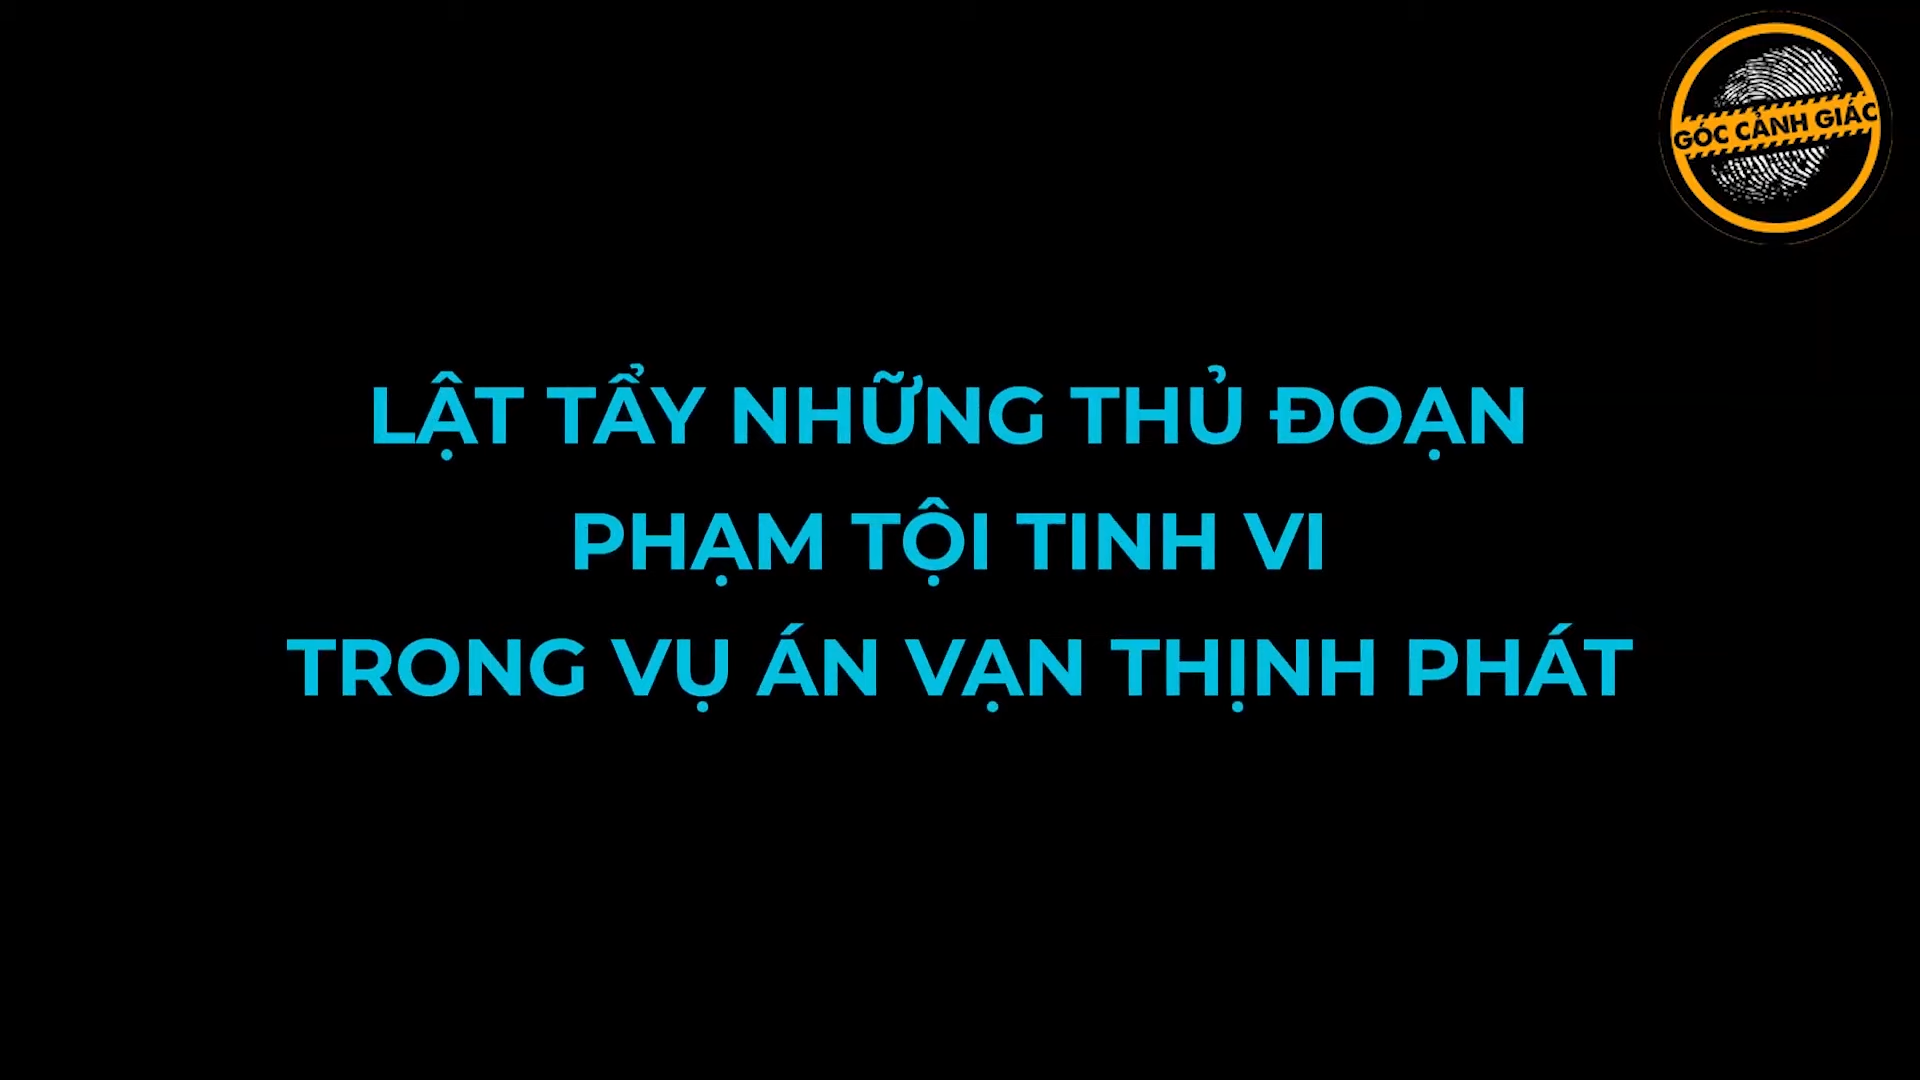 GÓC CẢNH GIÁC
LẬT TẨY NHỮNG THỦ ĐOẠN
PHẠM TỘI TINH VI
TRONG VỤ ÁN VẠN THỊNH PHÁT